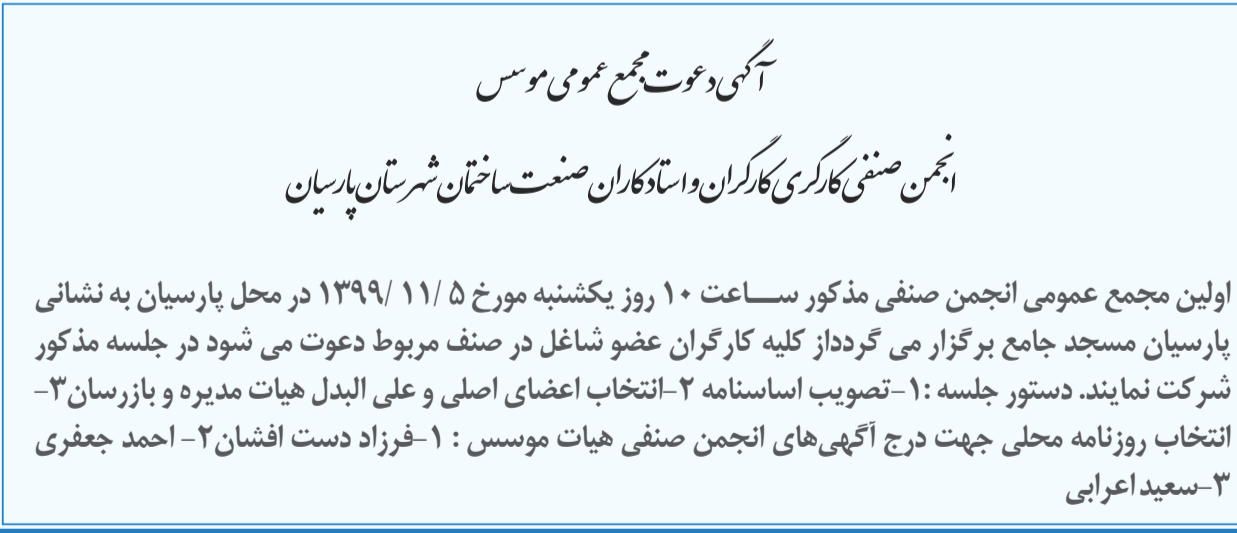 آگهی دعوت مجمع عمومی موسس
انجمن صنفی کارگری کارگران و استادکاران صنعت ساختمان شهرستان پارسیان
اولین مجمع عمومی انجمن صنفی مذکور ســـاعت ۱۰ روز یکشنبه مورخ ۵ /۱۱ /۱۳۹۹ در محل پارسیان به نشانی
پارسیان مسجد جامع برگزار می گردداز کلیه کارگران عضو شاغل در صنف مربوط دعوت می شود در جلسه مذکور
شرکت نمایند. دستور جلسه :۱-تصویب اساسنامه ۲-انتخاب اعضای اصلی و علی البدل هیات مدیره و بازرسان۳-
انتخاب روزنامه محلی جهت درج آگهی‌های انجمن صنفی هیات موسس : ۱-فرزاد دست افشان۲- احمد جعفری
۳-سعید اعرابی